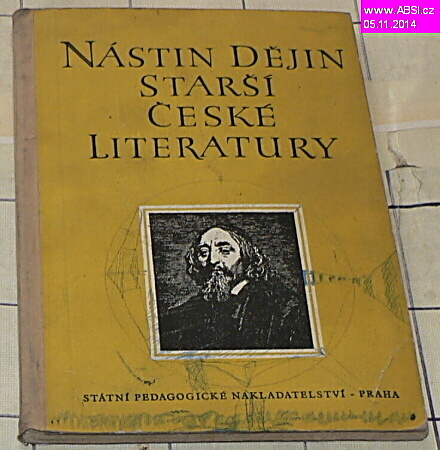 www.ABSi.cz
05.11.2014
NÁSTIN DĚJIN
STARŠÍ
ČESKÉ
LITERATURY
STÁTNÍ PEDAGOGICKÉ NAKLADATELSTVÍ - PRAHA